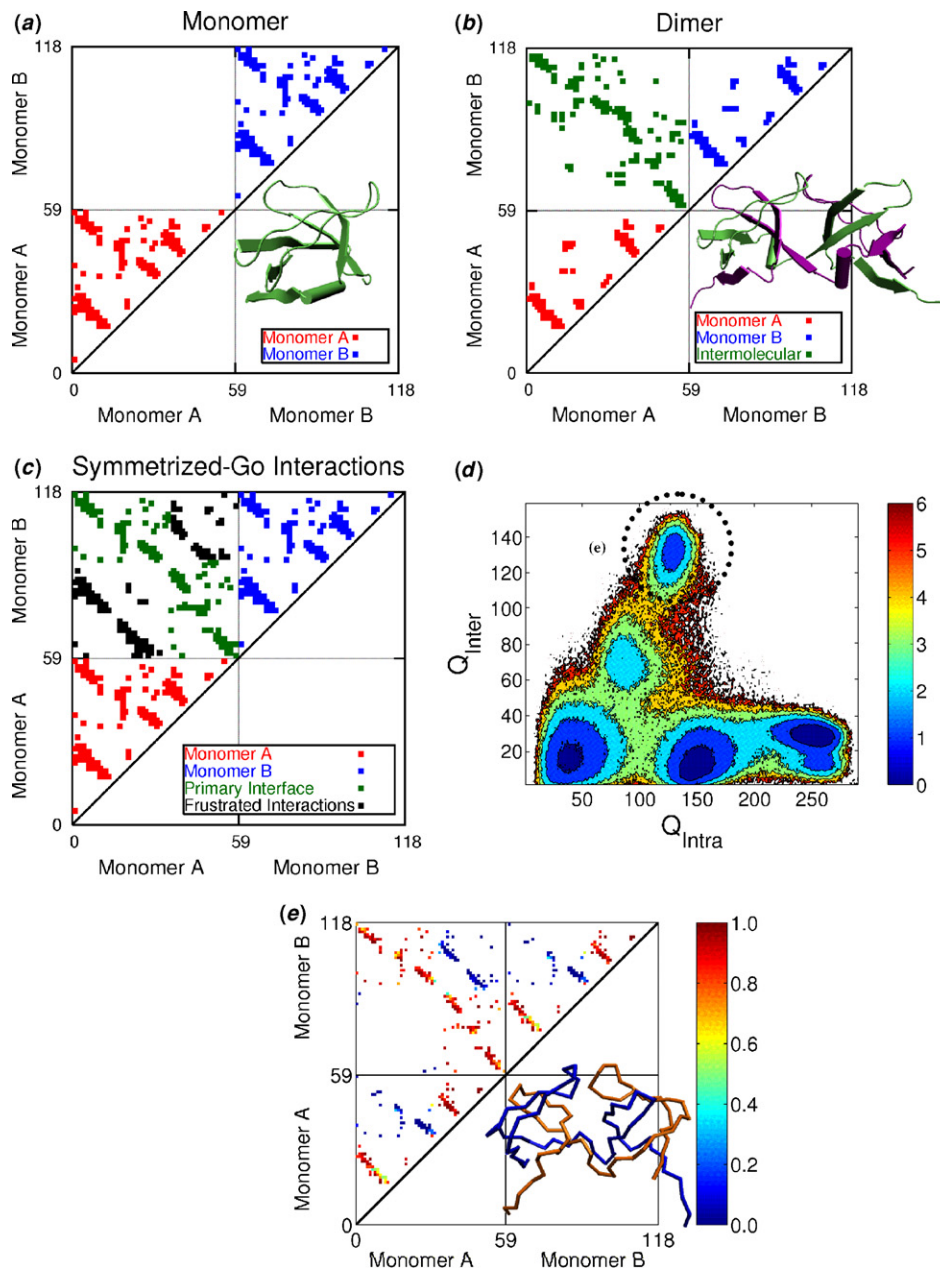 (a) Monomer
118
Monomer B
59
Monomer A
0
0 59 118
Monomer A Monomer B
Monomer A
Monomer B
(b) Dimer
118
Monomer B
59
Monomer A
0
0 59 118
Monomer A Monomer B
Monomer A
Monomer B
Intermolecular
(c) Symmetrized-Go Interactions
118
Monomer B
59
Monomer A
0
0 59 118
Monomer A Monomer B
Monomer A
Monomer B
Primary Interface
Frustrated Interactions
(d)
(e)
140
120
100
80
60
40
20
Q Inter
50 100 150 200 250
Q Intra
6
5
4
3
2
1
0
(e)
118
Monomer B
59
Monomer A
0
0 59 118
Monomer A Monomer B
1.0
0.8
0.6
0.4
0.2
0.0